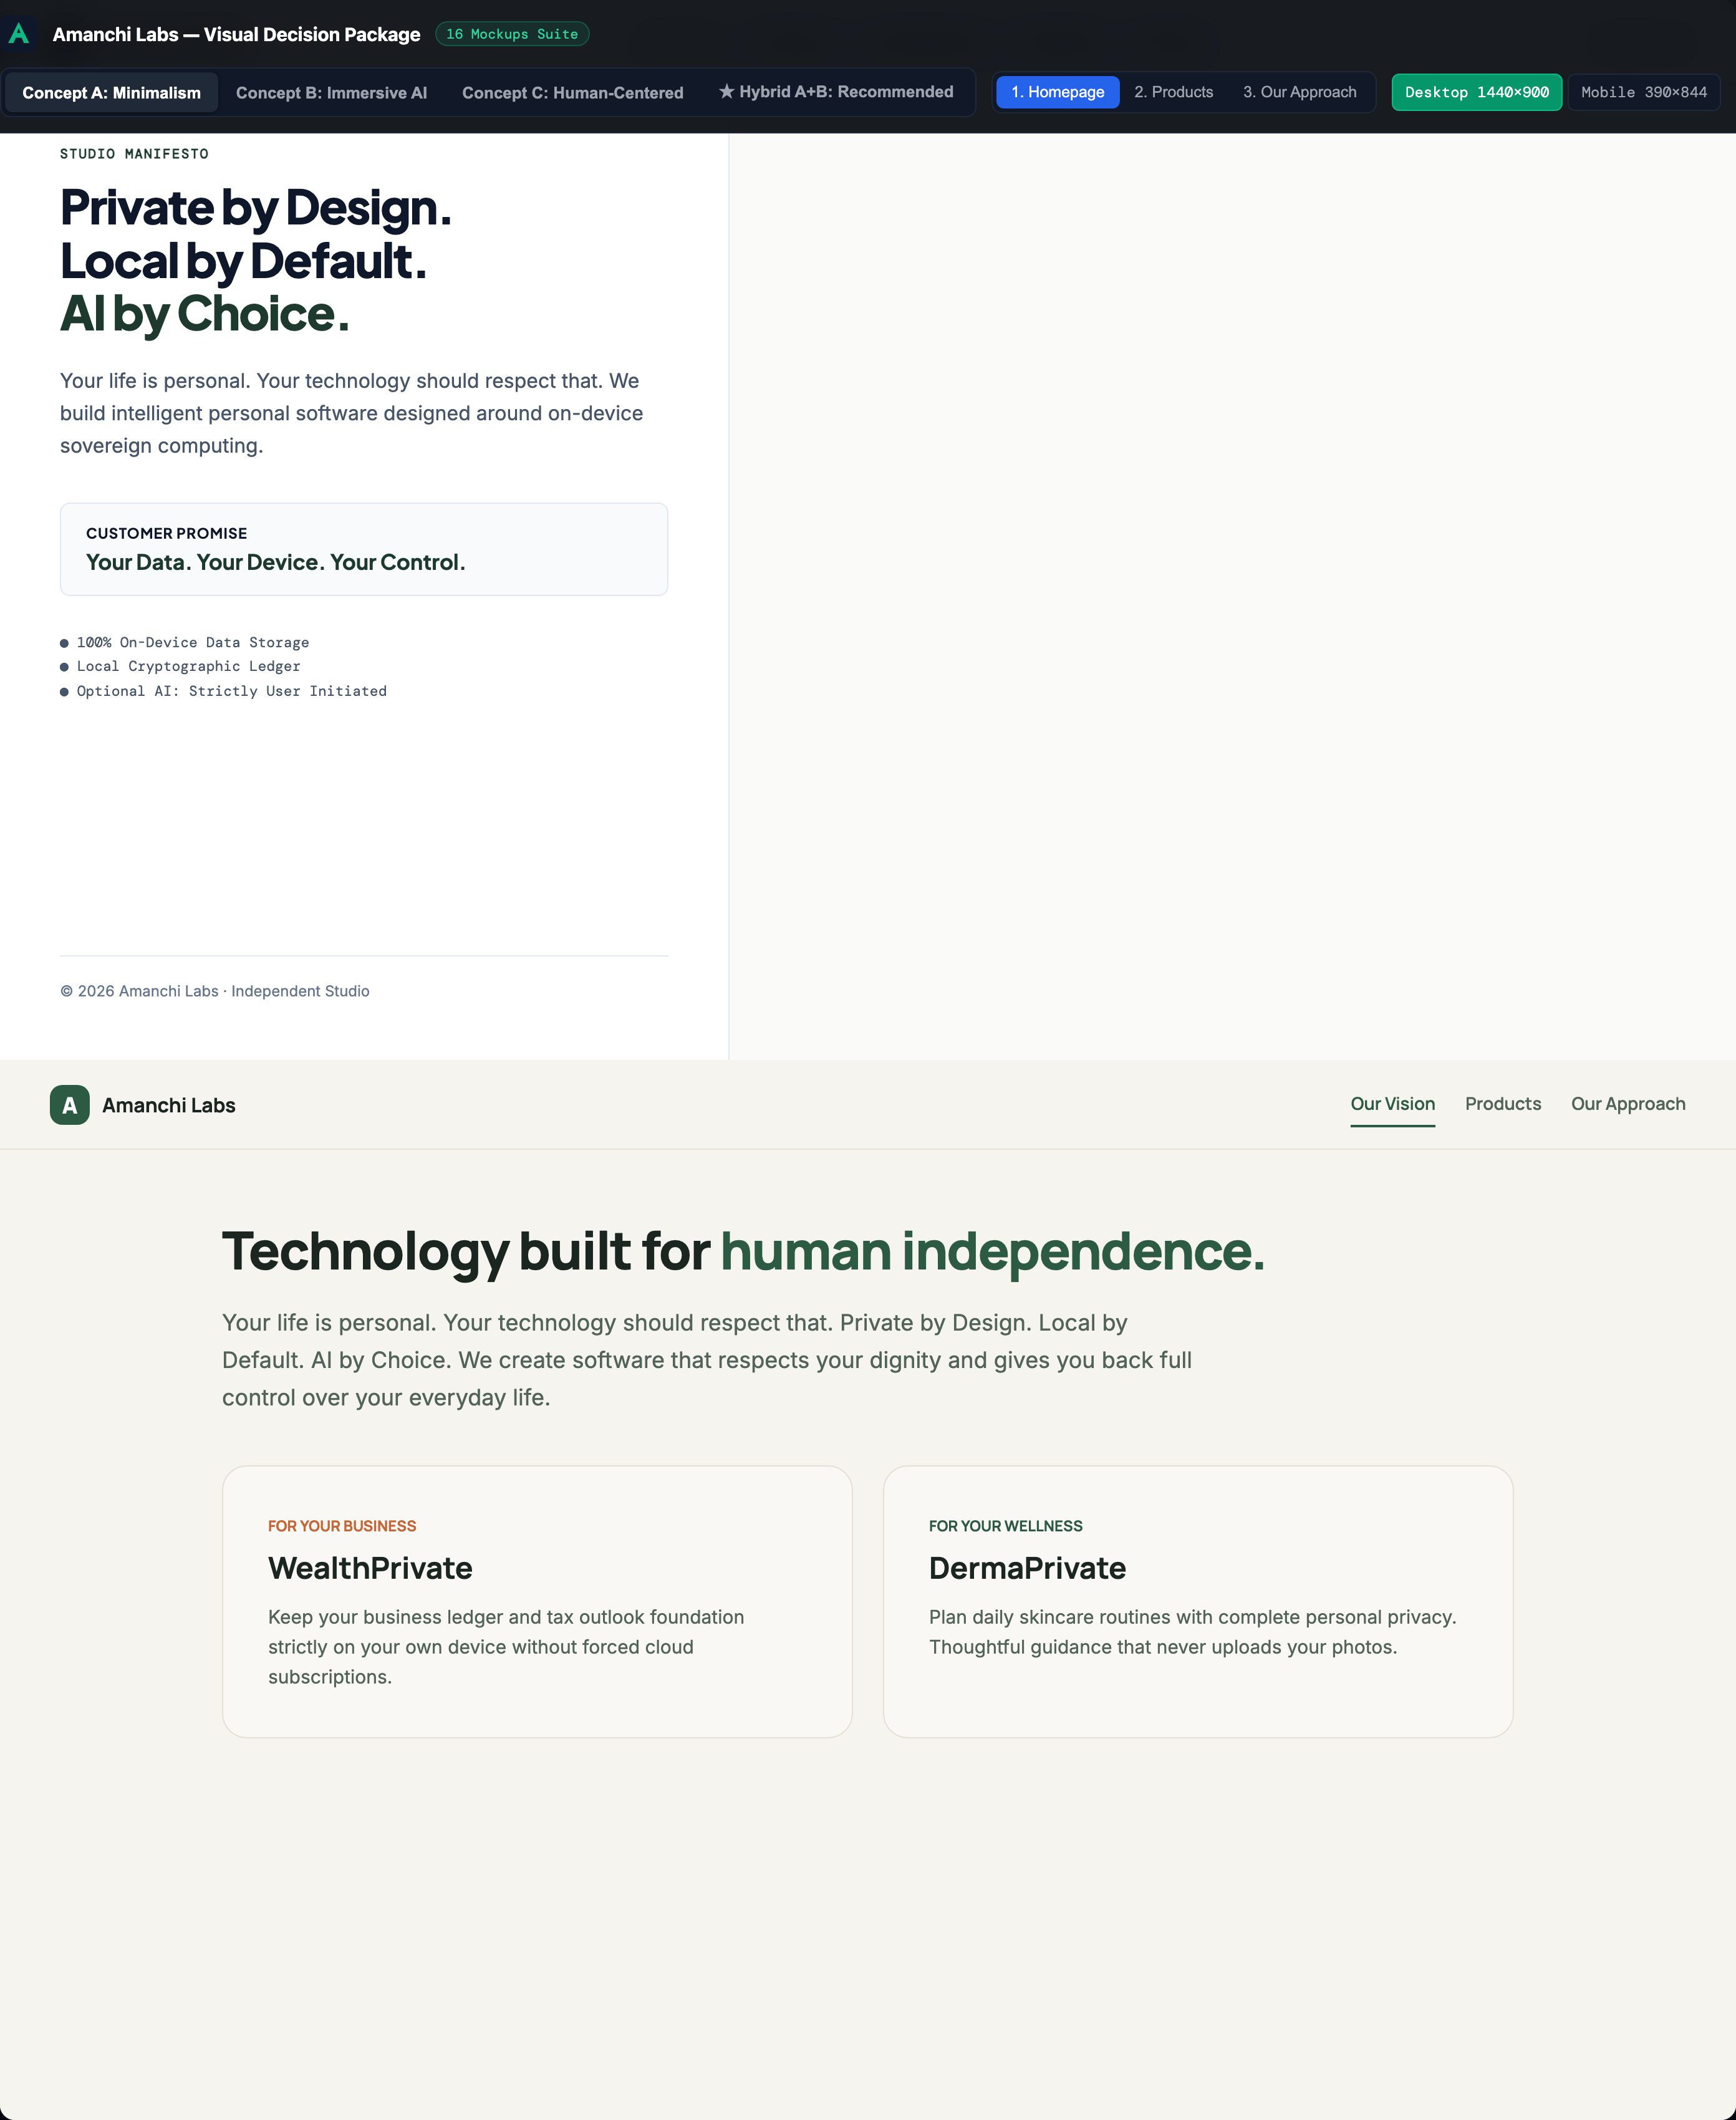 Amanchi Labs — Visual Decision Package
16 Mockups Suite
Concept A: Minimalism
Concept B: Immersive AI
Concept C: Human-Centered
★ Hybrid A+B: Recommended
1. Homepage
2. Products
3. Our Approach
Desktop 1440×900
Mobile 390×844
STUDIO MANIFESTO
Private by Design.
Local by Default.
AI by Choice.
Your life is personal. Your technology should respect that. We
build intelligent personal software designed around on-device
sovereign computing.
CUSTOMER PROMISE
Your Data. Your Device. Your Control.
● 100% On-Device Data Storage
● Local Cryptographic Ledger
● Optional AI: Strictly User Initiated
© 2026 Amanchi Labs · Independent Studio
A
Amanchi Labs
Our Vision
Products
Our Approach
Technology built for human independence.
Your life is personal. Your technology should respect that. Private by Design. Local by
Default. AI by Choice. We create software that respects your dignity and gives you back full
control over your everyday life.
FOR YOUR BUSINESS
WealthPrivate
Keep your business ledger and tax outlook foundation
strictly on your own device without forced cloud
subscriptions.
FOR YOUR WELLNESS
DermaPrivate
Plan daily skincare routines with complete personal privacy.
Thoughtful guidance that never uploads your photos.